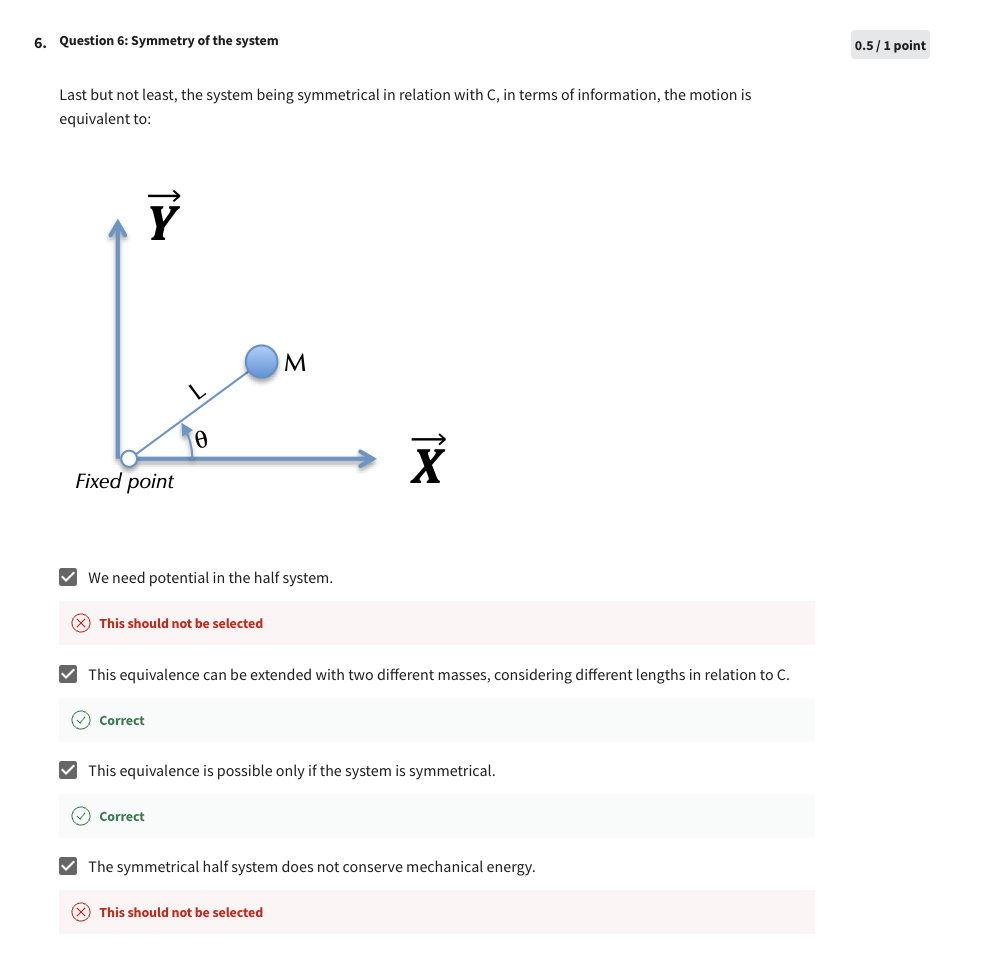 6. Question 6: Symmetry of the system
0.5 / 1 point
Last but not least, the system being symmetrical in relation with C, in terms of information, the motion is
equivalent to:
Y
M
L
θ
X
Fixed point
We need potential in the half system.
This should not be selected
This equivalence can be extended with two different masses, considering different lengths in relation to C.
Correct
This equivalence is possible only if the system is symmetrical.
Correct
The symmetrical half system does not conserve mechanical energy.
This should not be selected